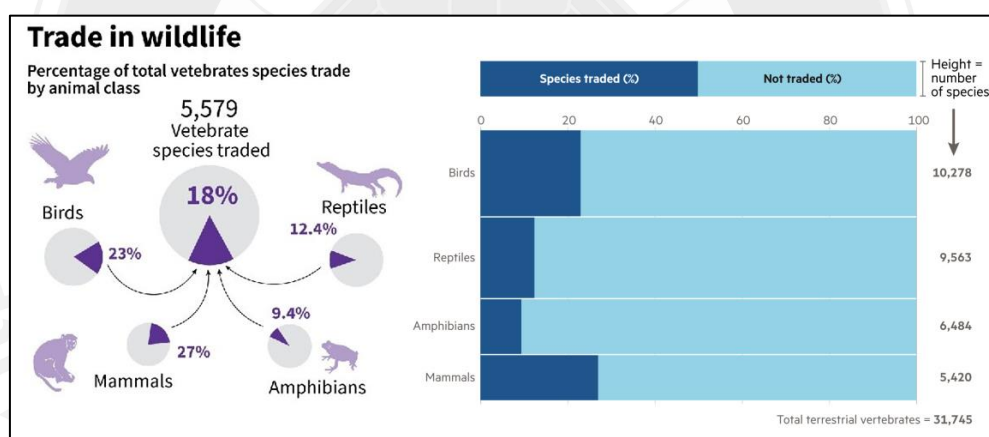 Trade in wildlife
Percentage of total vetebrates species trade
by animal class
5,579
Vetebrate
species traded
18%
Birds
23%
Reptiles
12.4%
Mammals
27%
9.4%
Amphibians
Species traded (%)
Not traded (%)
Height =
number
of species
0
20
40
60
80
100
Birds
10,278
Reptiles
9,563
Amphibians
6,484
Mammals
5,420
Total terrestrial vertebrates = 31,745